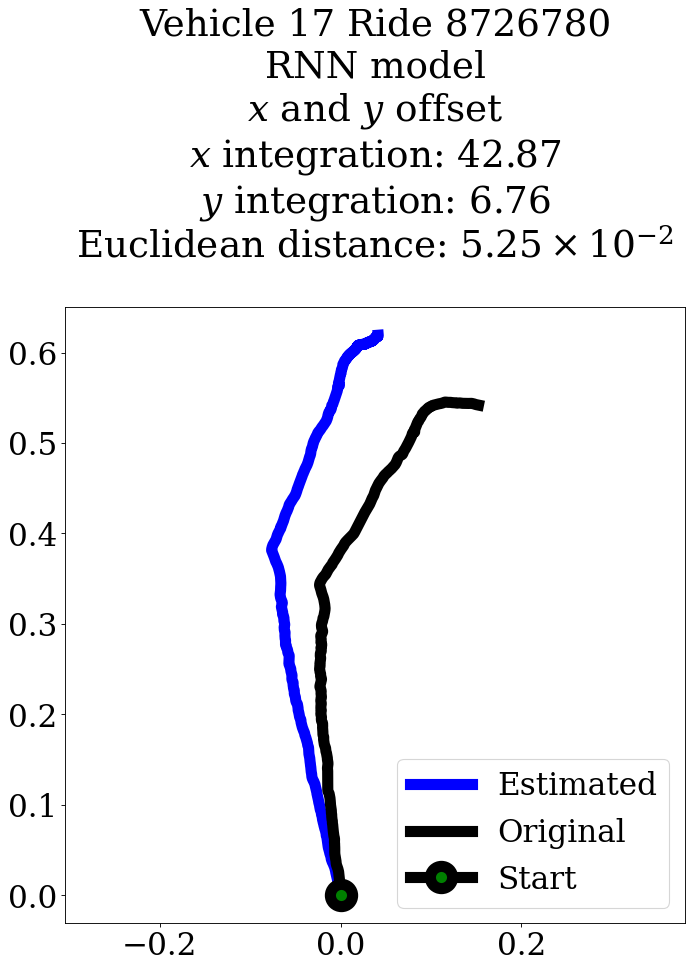 Vehicle 17 Ride 8726780
RNN model
x and y offset
x integration: 42.87
y integration: 6.76
Euclidean distance: 5.25 × 10⁻²
0.6
0.5
0.4
0.3
0.2
0.1
0.0
−0.2
0.0
0.2
Estimated
Original
Start